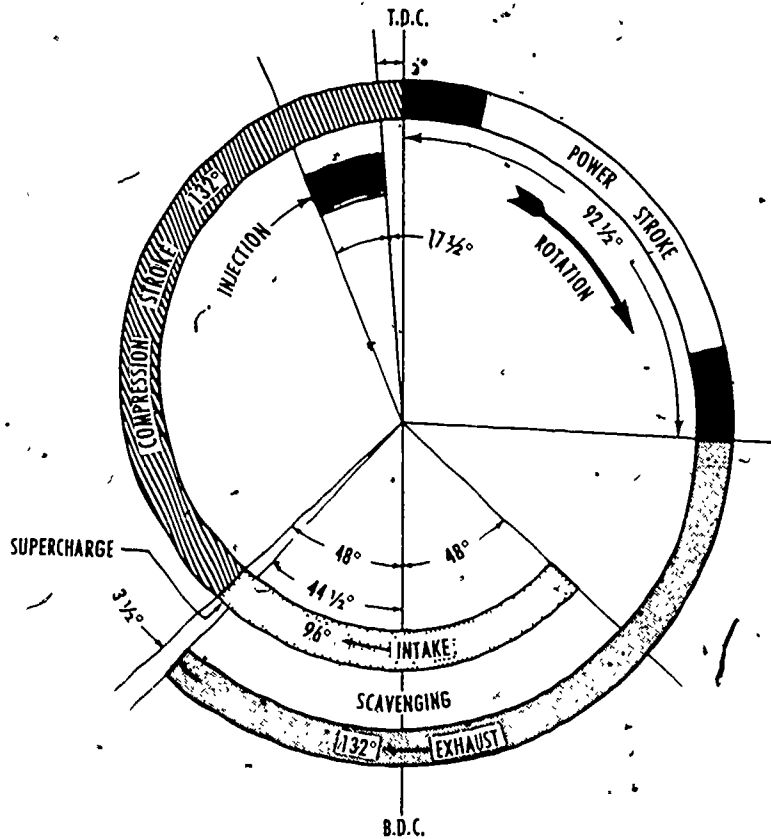 T.D.C.
5°
POWER STROKE
92 ½°
ROTATION
17 ½°
INJECTION
132°
COMPRESSION STROKE
SUPERCHARGE
3 ½°
48°
48°
44 ½°
96°
INTAKE
SCAVENGING
132°
EXHAUST
B.D.C.